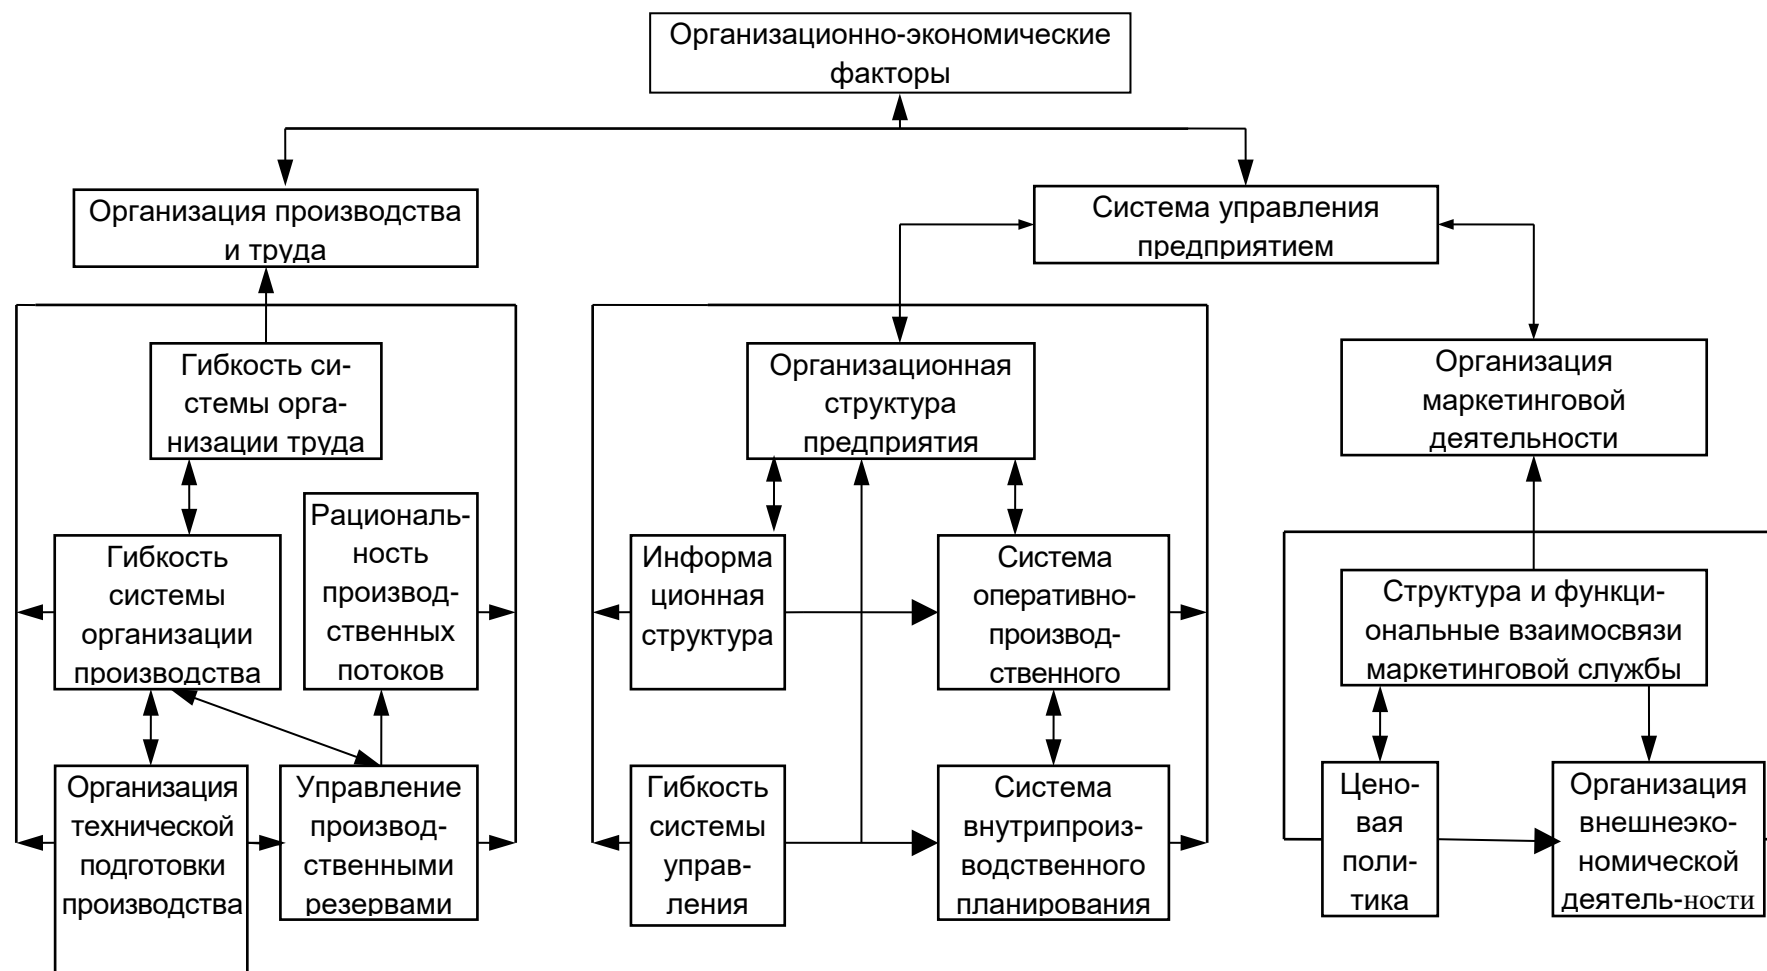 Организационно-экономические
факторы
Организация производства
и труда
Система управления
предприятием
Гибкость си-
стемы орга-
низации труда
Организационная
структура
предприятия
Организация
маркетинговой
деятельности
Рациональ-
ность
производ-
ственных
потоков
Гибкость
системы
организации
производства
Информа
ционная
структура
Система
оперативно-
производ-
ственного
Структура и функци-
ональные взаимосвязи
маркетинговой службы
Организация
технической
подготовки
производства
Управление
производ-
ственными
резервами
Гибкость
системы
управ-
ления
Система
внутрипроиз-
водственного
планирования
Цено-
вая
поли-
тика
Организация
внешнеэко-
номической
деятель-ности